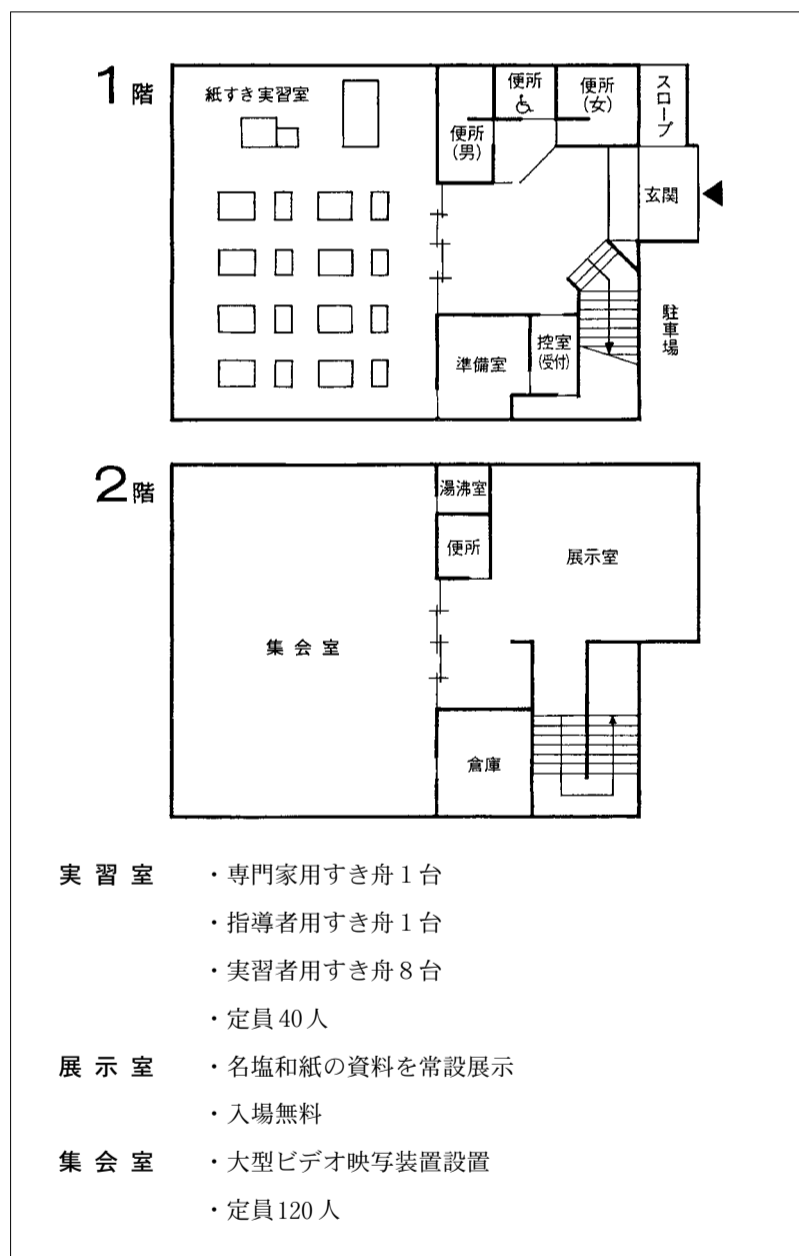 1階
紙すき実習室
便所
便所
(女)
スロープ
便所
(男)
玄関
駐車場
準備室
控室
(受付)
2階
湯沸室
便所
展示室
集会室
倉庫
実習室 ・専門家用すき舟1台
・指導者用すき舟1台
・実習者用すき舟8台
・定員40人
展示室 ・名塩和紙の資料を常設展示
・入場無料
集会室 ・大型ビデオ映写装置設置
・定員120人